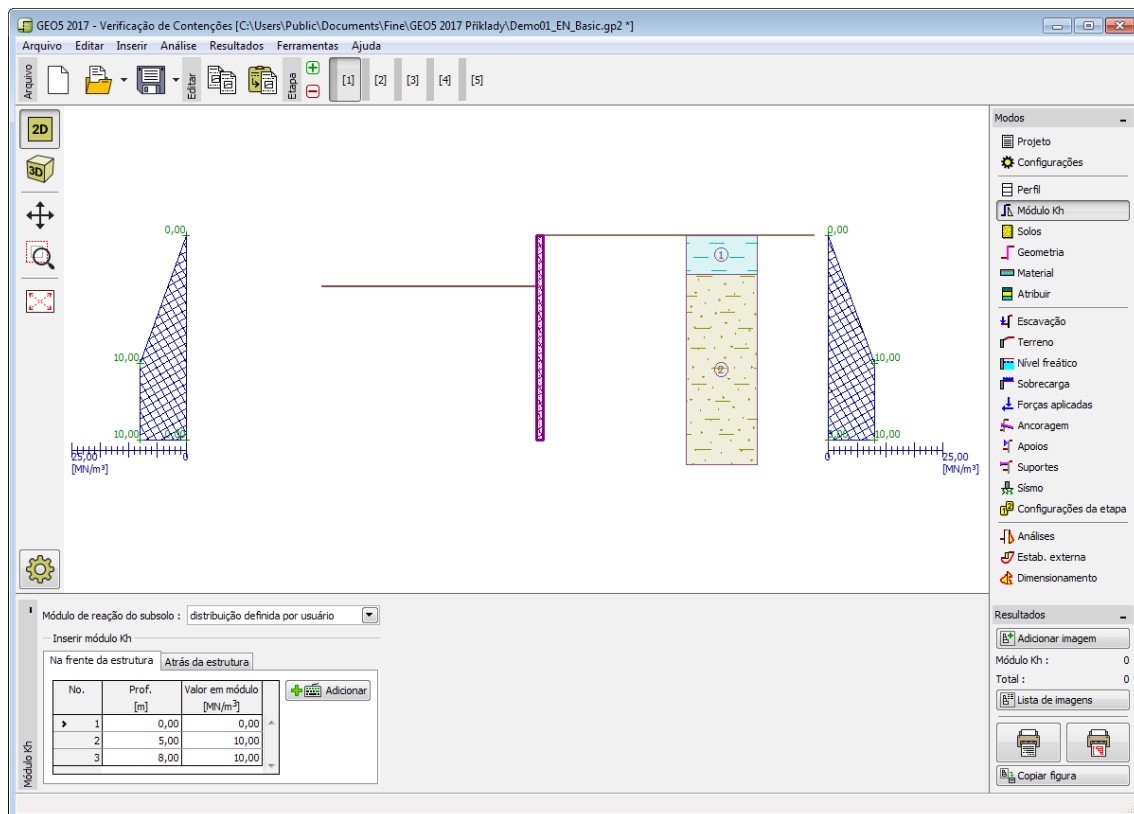 GEO5 2017 - Verificação de Contenções [C:\Users\Public\Documents\Fine\GEO5 2017 Příklady\Demo01_EN_Basic.gp2 *]
Arquivo Editar Inserir Análise Resultados Ferramentas Ajuda
Arquivo Editar Etapa [1] [2] [3] [4] [5]
2D
3D
0,00 0,00
1
10,00 10,00
2
10,00 10,00
25,00 0 0 25,00
[MN/m³] [MN/m³]
Modos
Projeto
Configurações
Perfil
Módulo Kh
Solos
Geometria
Material
Atribuir
Escavação
Terreno
Nível freático
Sobrecarga
Forças aplicadas
Ancoragem
Apoios
Suportes
Sísmo
Configurações da etapa
Análises
Estab. externa
Dimensionamento
Módulo Kh
Módulo de reação do subsolo : distribuição definida por usuário
Inserir módulo Kh
Na frente da estrutura Atrás da estrutura
No. Prof. Valor em módulo
[m] [MN/m³]
1 0,00 0,00
2 5,00 10,00
3 8,00 10,00
Adicionar
Resultados
Adicionar imagem
Módulo Kh : 0
Total : 0
Lista de imagens
Copiar figura